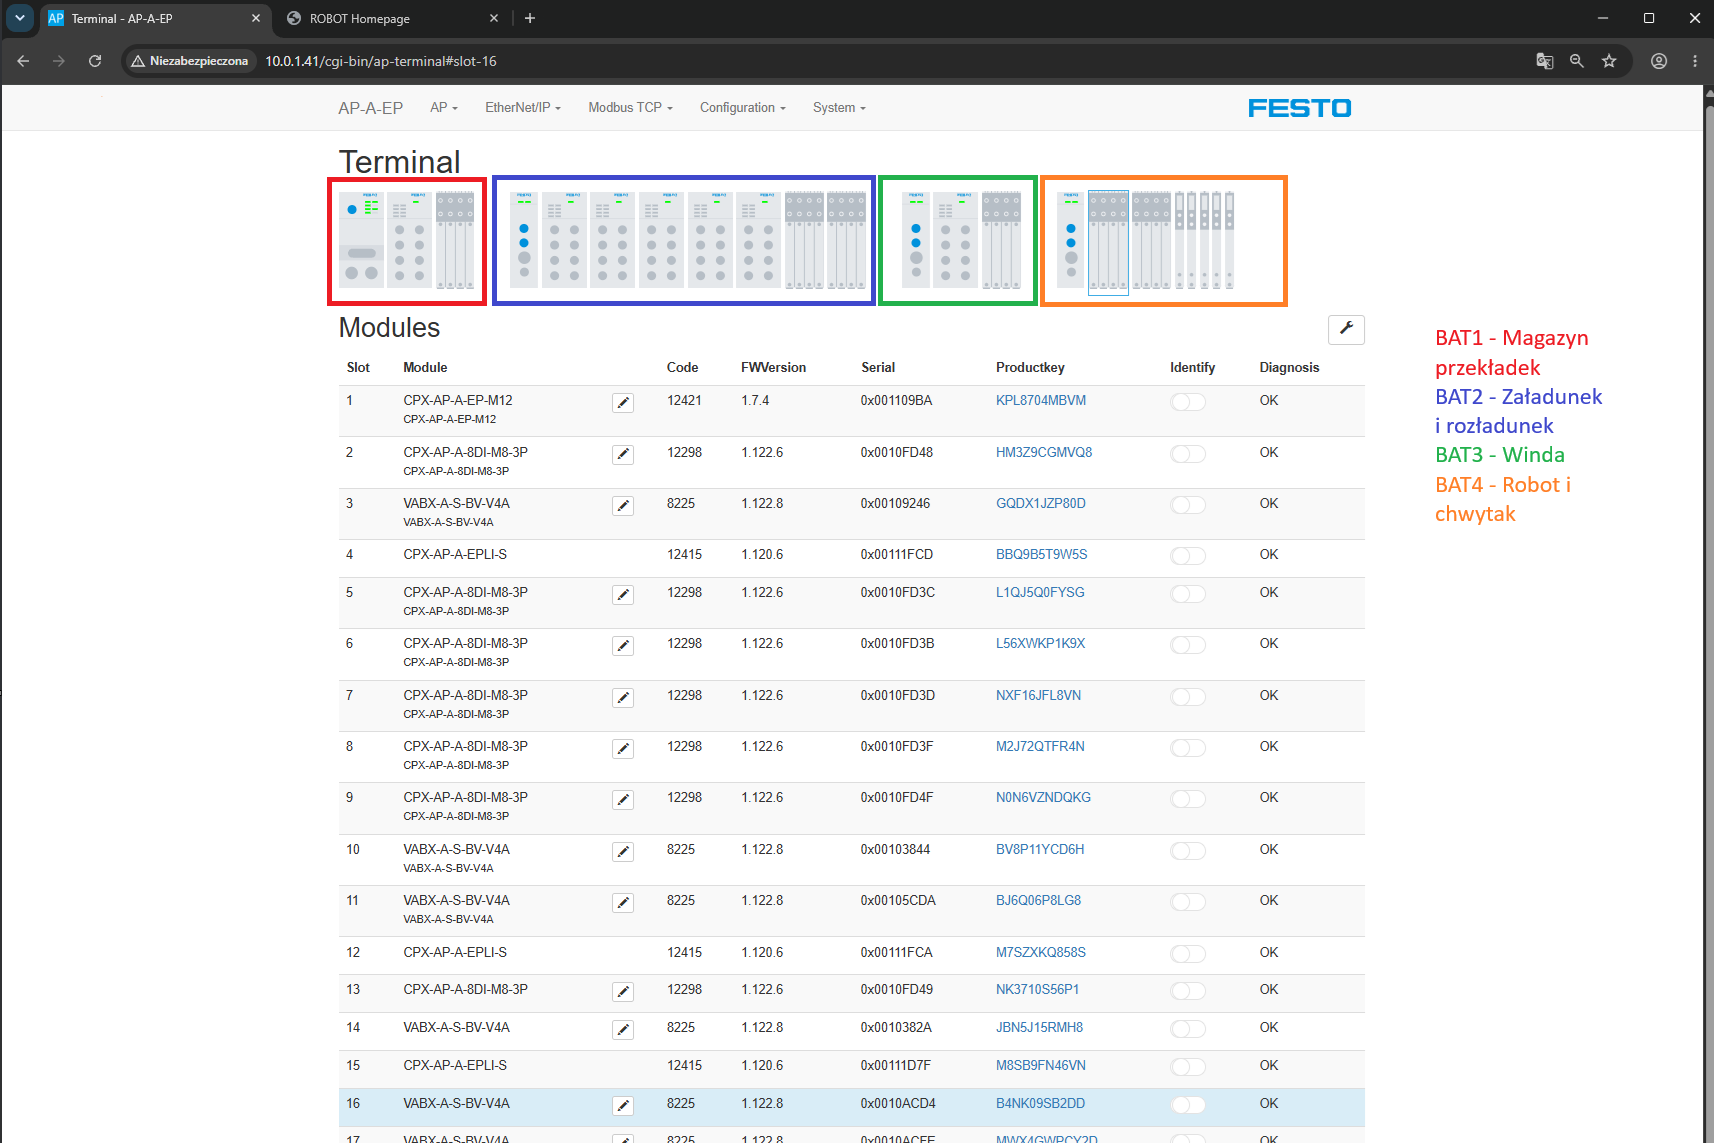 Terminal - AP-A-EP
ROBOT Homepage
Niezabezpieczona
10.0.1.41/cgi-bin/ap-terminal#slot-16
AP-A-EP
AP
EtherNet/IP
Modbus TCP
Configuration
System
FESTO
Terminal
Modules
Slot Module Code FWVersion Serial Productkey Identify Diagnosis
1 CPX-AP-A-EP-M12 12421 1.7.4 0x001109BA KPL8704MBVM OK
CPX-AP-A-EP-M12
2 CPX-AP-A-8DI-M8-3P 12298 1.122.6 0x0010FD48 HM3Z9CGMVQ8 OK
CPX-AP-A-8DI-M8-3P
3 VABX-A-S-BV-V4A 8225 1.122.8 0x00109246 GQDX1JZP80D OK
VABX-A-S-BV-V4A
4 CPX-AP-A-EPLI-S 12415 1.120.6 0x00111FCD BBQ9B5T9W5S OK
5 CPX-AP-A-8DI-M8-3P 12298 1.122.6 0x0010FD3C L1QJ5Q0FYSG OK
CPX-AP-A-8DI-M8-3P
6 CPX-AP-A-8DI-M8-3P 12298 1.122.6 0x0010FD3B L56XWKP1K9X OK
CPX-AP-A-8DI-M8-3P
7 CPX-AP-A-8DI-M8-3P 12298 1.122.6 0x0010FD3D NXF16JFL8VN OK
CPX-AP-A-8DI-M8-3P
8 CPX-AP-A-8DI-M8-3P 12298 1.122.6 0x0010FD3F M2J72QTFR4N OK
CPX-AP-A-8DI-M8-3P
9 CPX-AP-A-8DI-M8-3P 12298 1.122.6 0x0010FD4F N0N6VZNDQKG OK
CPX-AP-A-8DI-M8-3P
10 VABX-A-S-BV-V4A 8225 1.122.8 0x00103844 BV8P11YCD6H OK
VABX-A-S-BV-V4A
11 VABX-A-S-BV-V4A 8225 1.122.8 0x00105CDA BJ6Q06P8LG8 OK
VABX-A-S-BV-V4A
12 CPX-AP-A-EPLI-S 12415 1.120.6 0x00111FCA M7SZXKQ858S OK
13 CPX-AP-A-8DI-M8-3P 12298 1.122.6 0x0010FD49 NK3710S56P1 OK
14 VABX-A-S-BV-V4A 8225 1.122.8 0x0010382A JBN5J15RMH8 OK
15 CPX-AP-A-EPLI-S 12415 1.120.6 0x00111D7F M8SB9FN46VN OK
16 VABX-A-S-BV-V4A 8225 1.122.8 0x0010ACD4 B4NK09SB2DD OK
17 VABX-A-S-BV-V4A 8225 1.122.8 OK
BAT1 - Magazyn
przekładek
BAT2 - Załadunek
i rozładunek
BAT3 - Winda
BAT4 - Robot i
chwytak